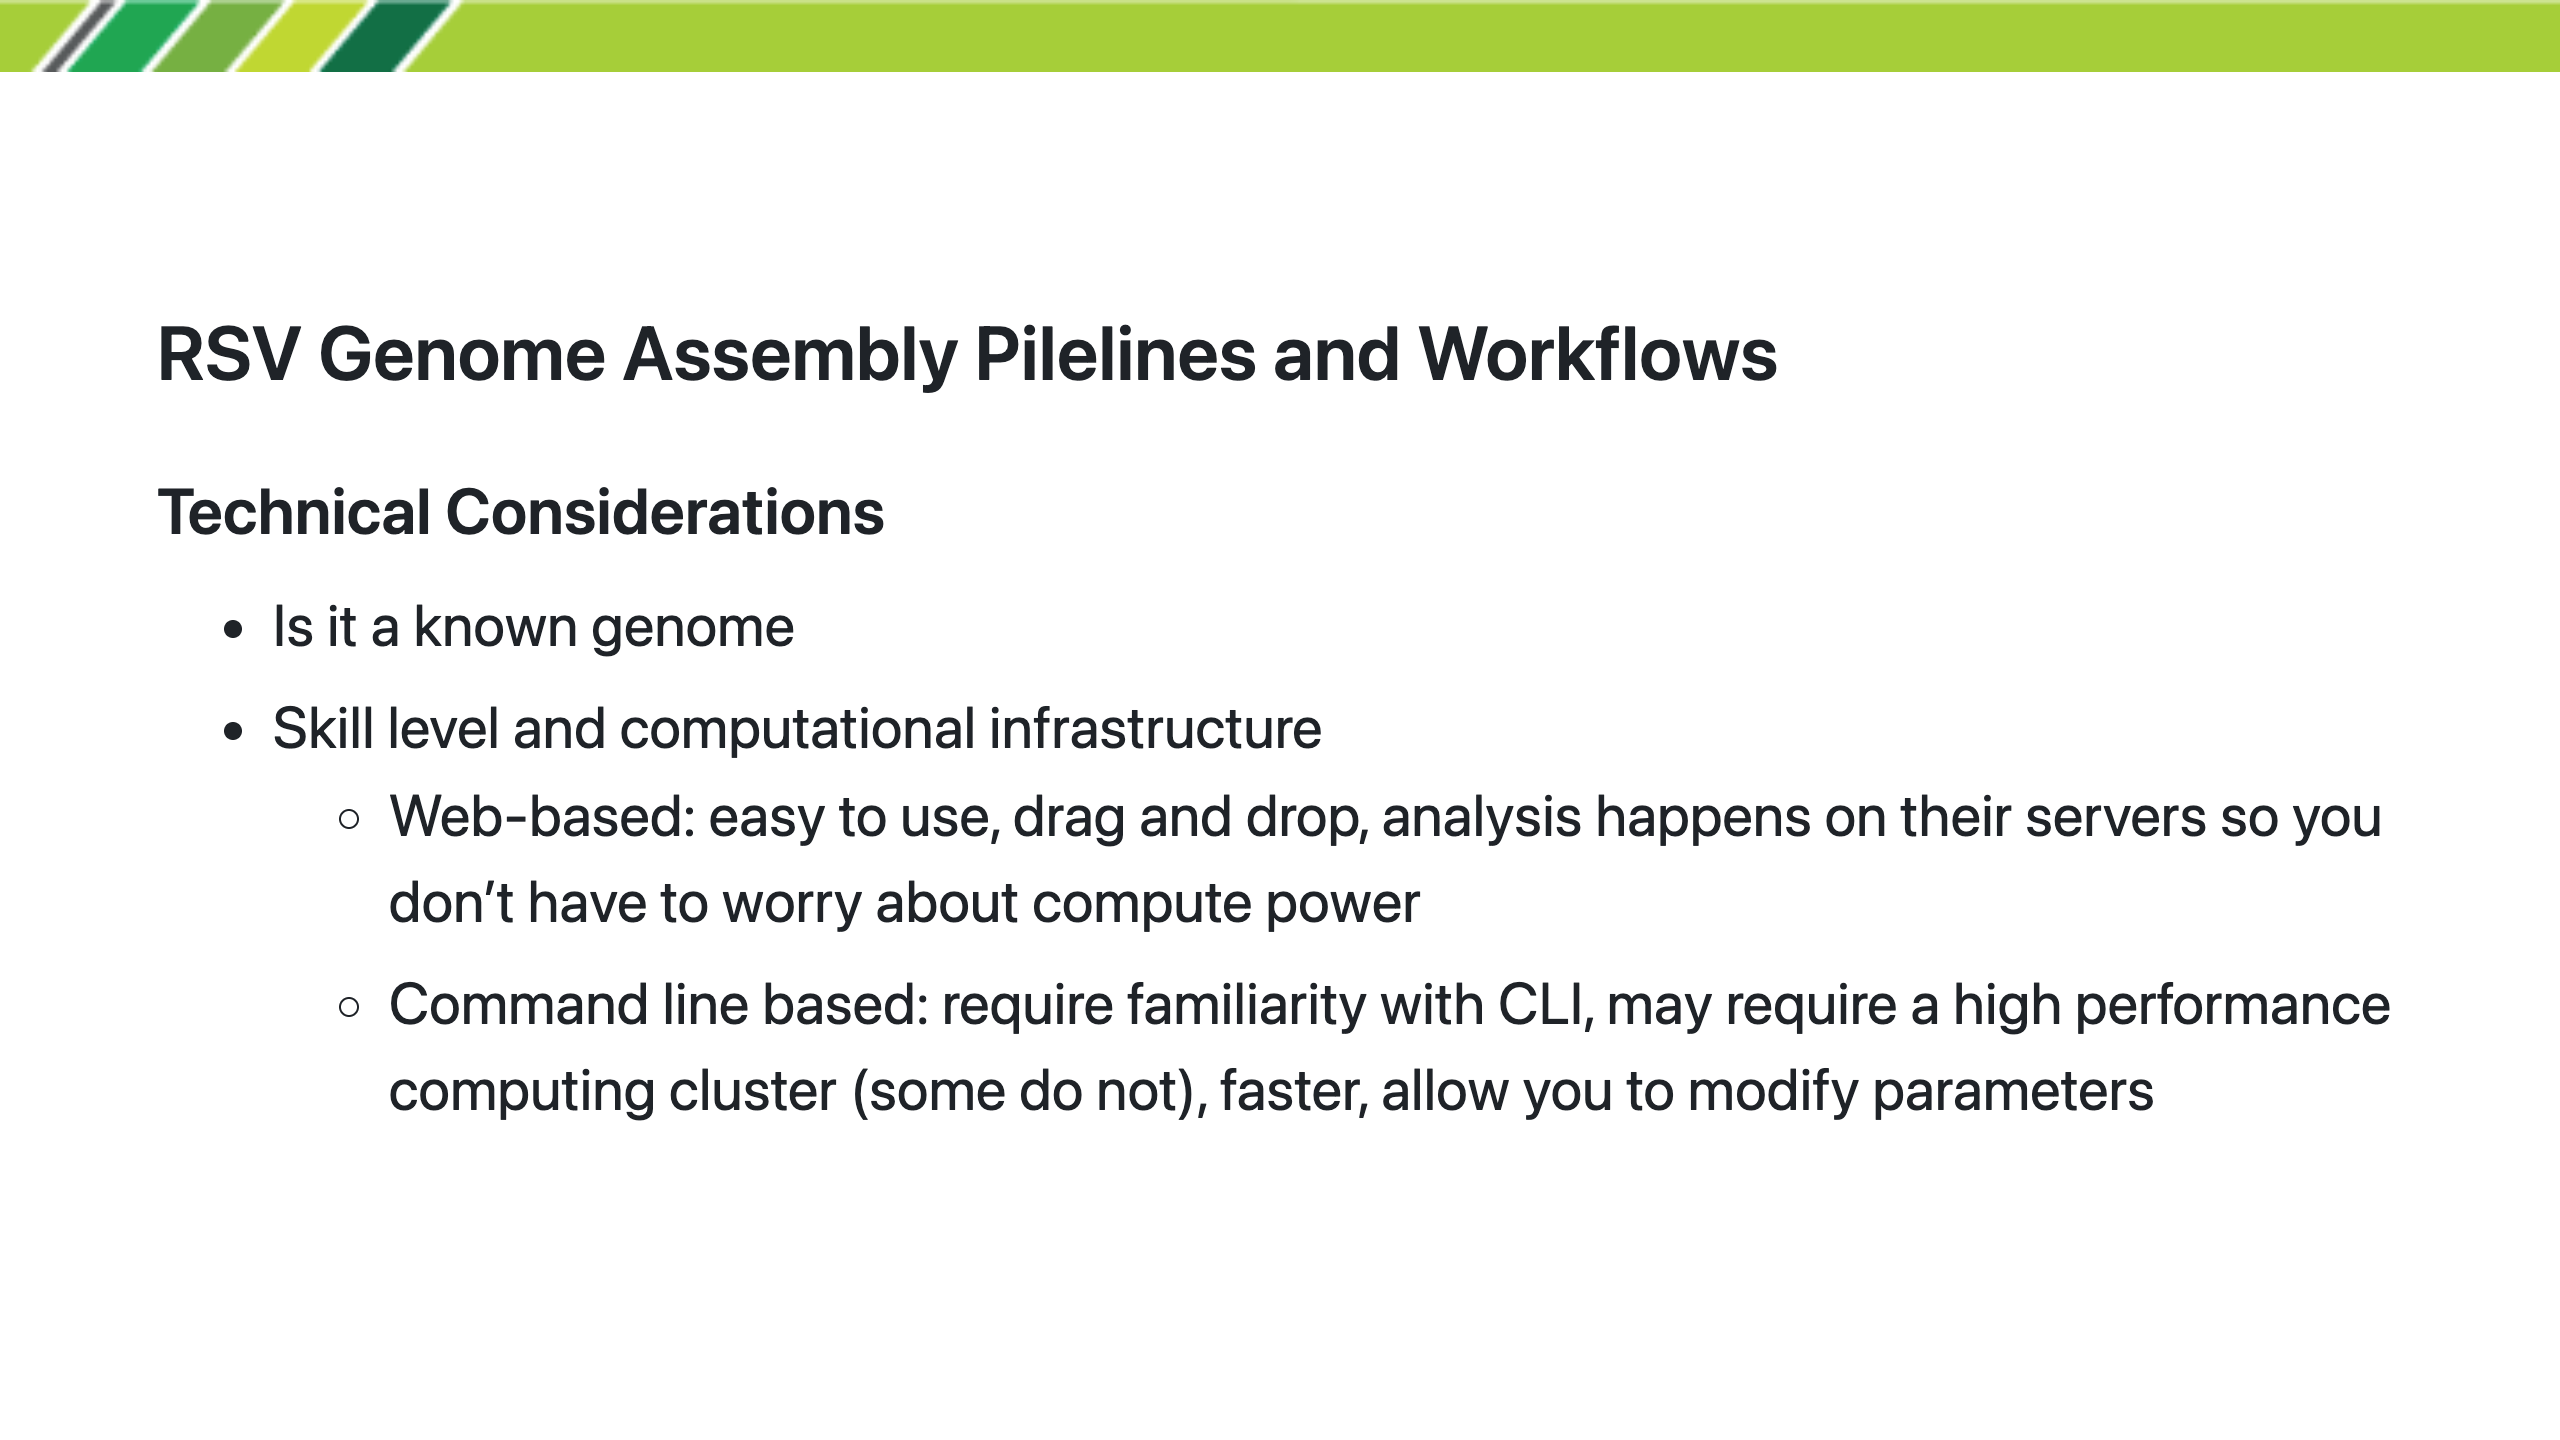 RSV Genome Assembly Pilelines and Workflows
Technical Considerations
• Is it a known genome
• Skill level and computational infrastructure
◦ Web-based: easy to use, drag and drop, analysis happens on their servers so you
don’t have to worry about compute power
◦ Command line based: require familiarity with CLI, may require a high performance
computing cluster (some do not), faster, allow you to modify parameters